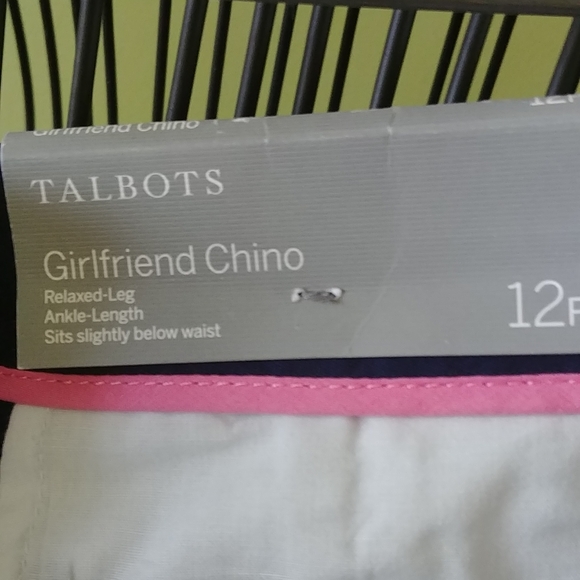 Girlfriend Chino
TALBOTS
Girlfriend Chino
Relaxed-Leg
Ankle-Length
Sits slightly below waist
12P